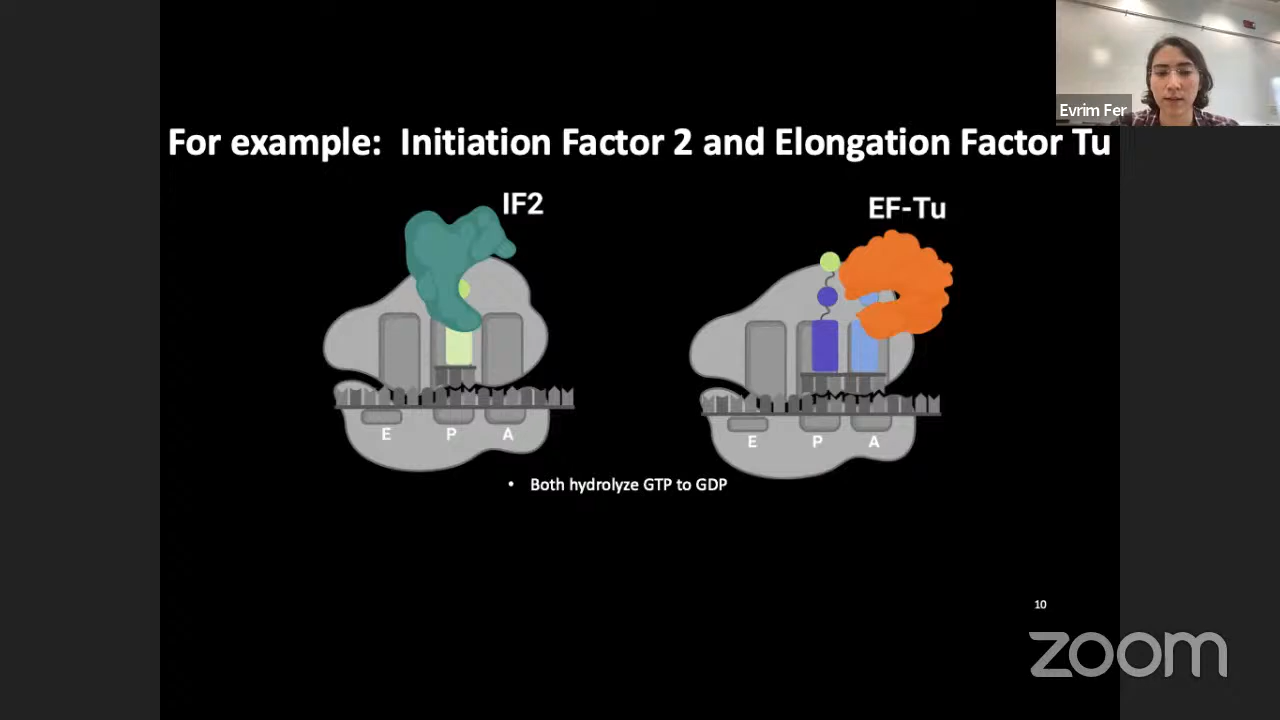 Evrim Fer
For example: Initiation Factor 2 and Elongation Factor Tu
IF2
EF-Tu
E P A
E P A
• Both hydrolyze GTP to GDP
10
zoom